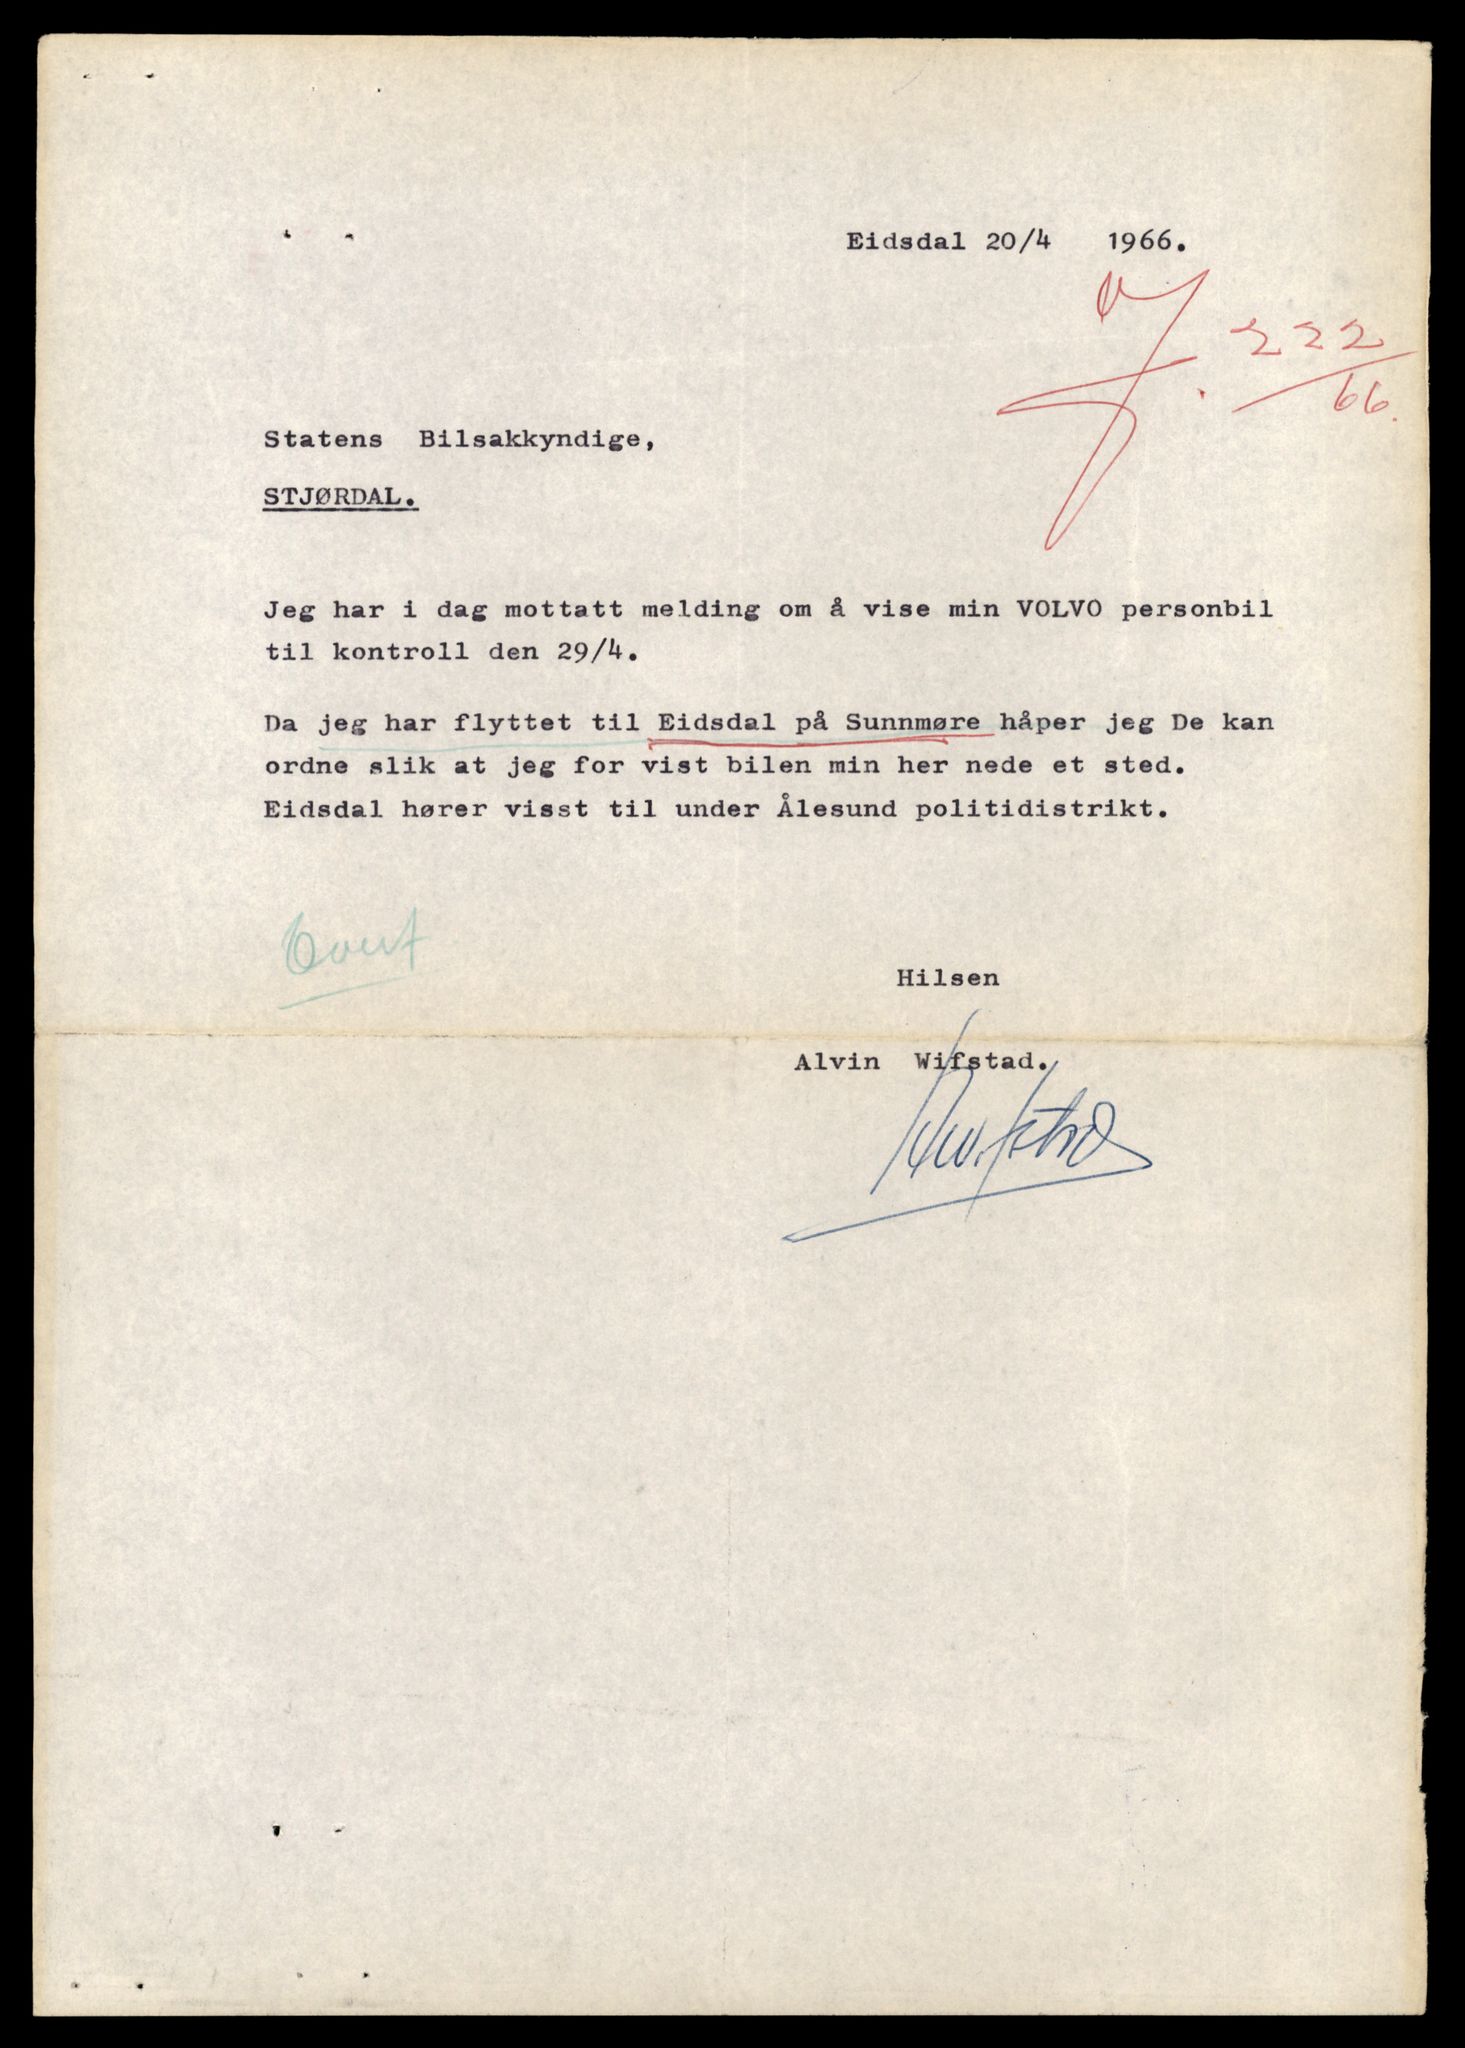 Eidsdal 20/4 1966.
J. 222/66.
Statens Bilsakkyndige,
STJØRDAL.
Jeg har i dag mottatt melding om å vise min VOLVO personbil
til kontroll den 29/4.
Da jeg har flyttet til Eidsdal på Sunnmøre håper jeg De kan
ordne slik at jeg for vist bilen min her nede et sted.
Eidsdal hører visst til under Ålesund politidistrikt.
Hilsen
Alvin Wifstad.